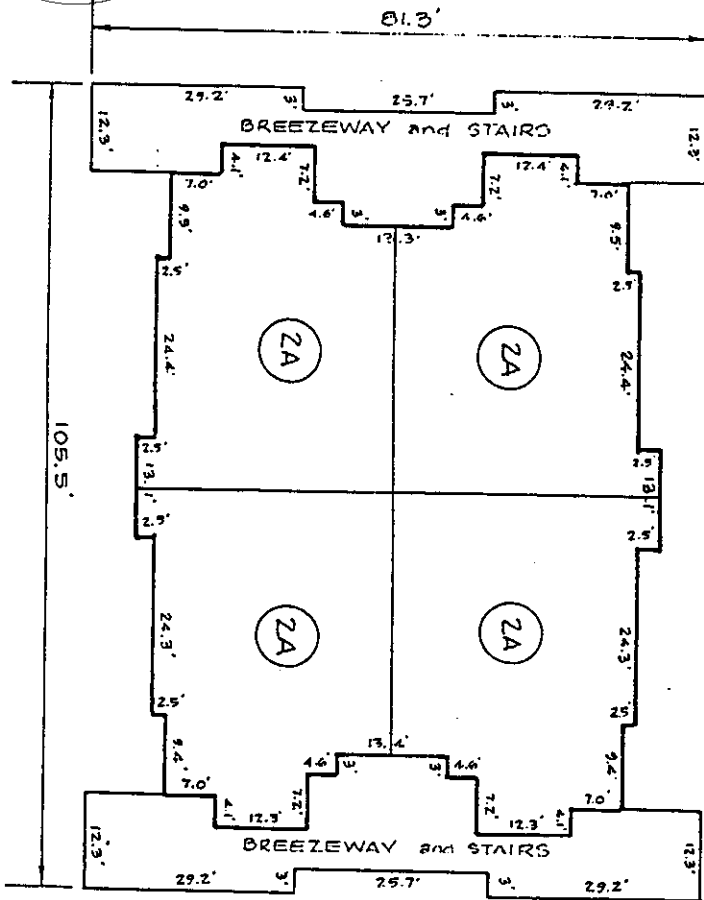 81.3'
29.2' 3' 25.7' 3' 29.2'
12.3' BREEZEWAY and STAIRS 12.3'
4.1' 12.4' 7.2' 7.2' 12.4' 4.1'
7.0' 4.6' 3' 3' 4.6' 7.0'
9.5' 13.3' 9.5'
2.5' 2.5'
24.4' 2A 2A 24.4'
105.5'
2.5' 2.5'
13.1' 13.1'
2.5' 2.5'
24.3' 2A 2A 24.3'
2.5' 25'
9.4' 13.4' 9.4'
4.6' 3' 3' 4.6'
7.0' 7.2' 7.2' 7.0'
4.1' 12.3' 12.3' 4.1'
12.3' BREEZEWAY and STAIRS 12.3'
29.2' 3' 25.7' 3' 29.2'